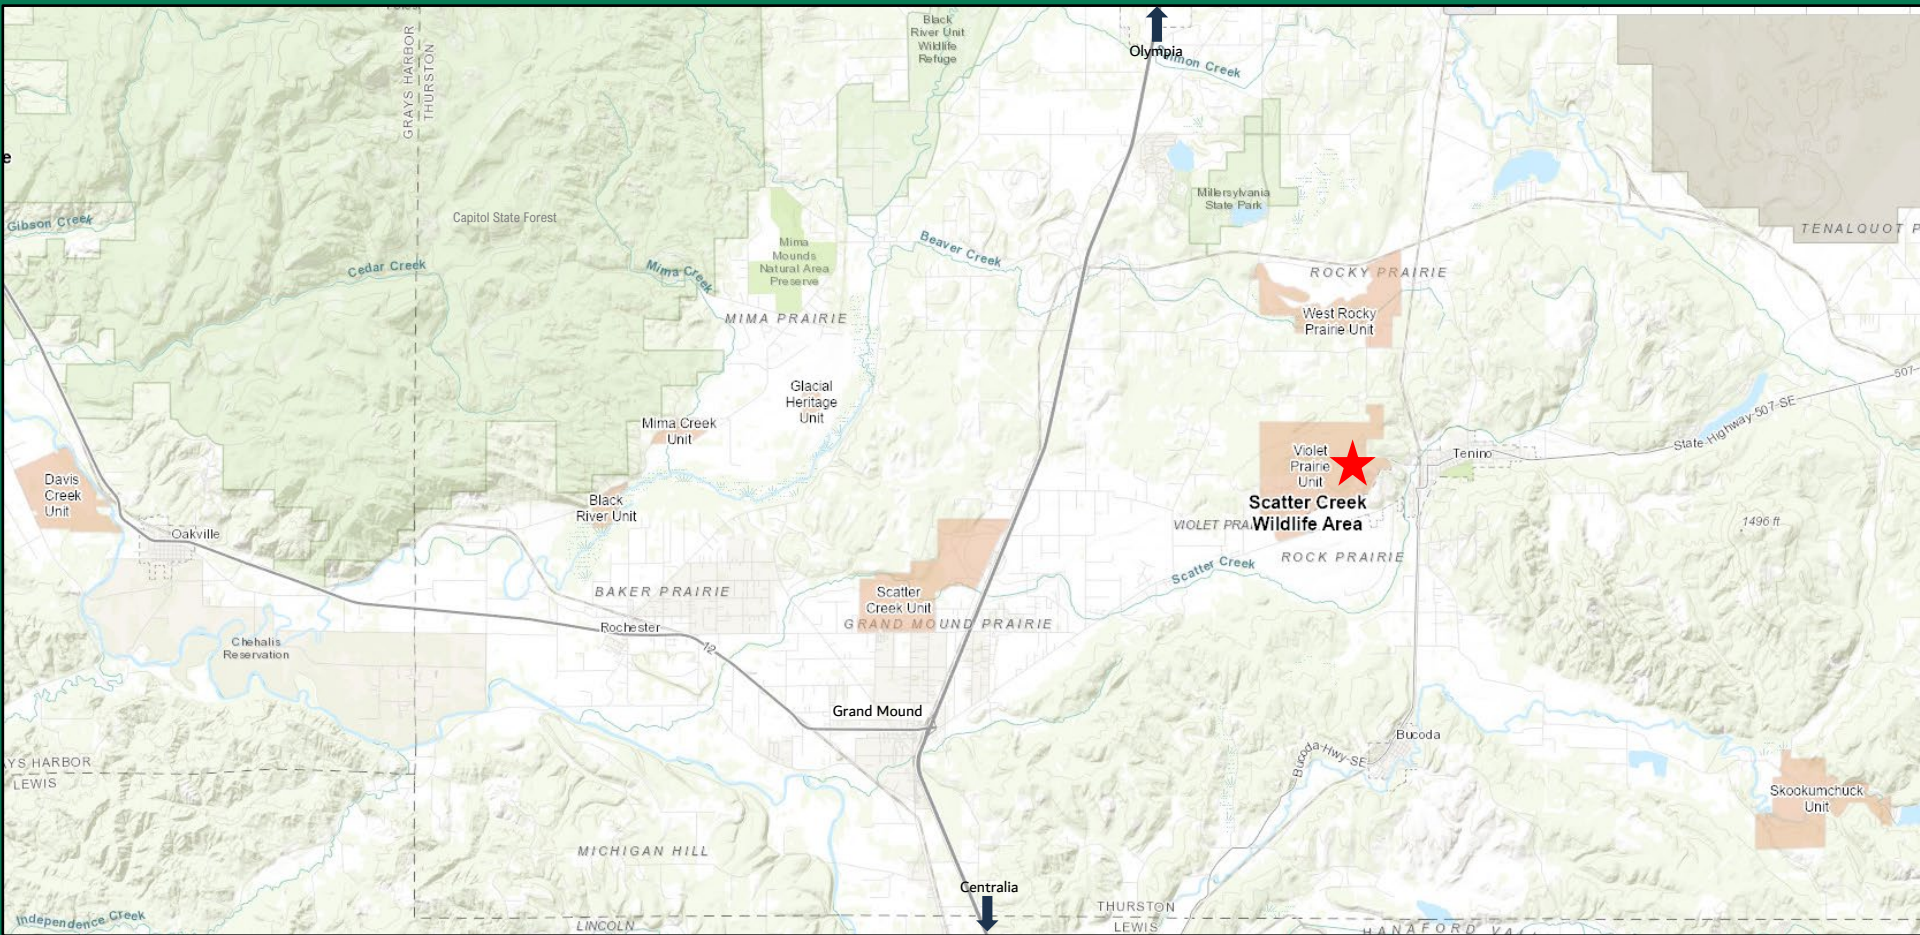 Black
River Unit
Wildlife
Refuge
GRAYS HARBOR
THURSTON
Olympia
e
Gibson Creek
Capitol State Forest
Cedar Creek
Mima Creek
Mima
Mounds
Natural Area
Preserve
Beaver Creek
Millersylvania
State Park
TENALQUOT P
ROCKY PRAIRIE
West Rocky
Prairie Unit
MIMA PRAIRIE
Glacial
Heritage
Unit
Mima Creek
Unit
507
State Highway 507 SE
Tenino
Violet
Prairie
Unit
Scatter Creek
Wildlife Area
VIOLET PRA
ROCK PRAIRIE
1496 ft
Davis
Creek
Unit
Oakville
Black
River Unit
Scatter Creek
BAKER PRAIRIE
Scatter
Creek Unit
GRAND MOUND PRAIRIE
Rochester
12
Chehalis
Reservation
Grand Mound
Bucoda
Bucoda-Hwy-SE
YS HARBOR
LEWIS
Skookumchuck
Unit
MICHIGAN HILL
Centralia
THURSTON
LEWIS
Independence Creek
LINCOLN